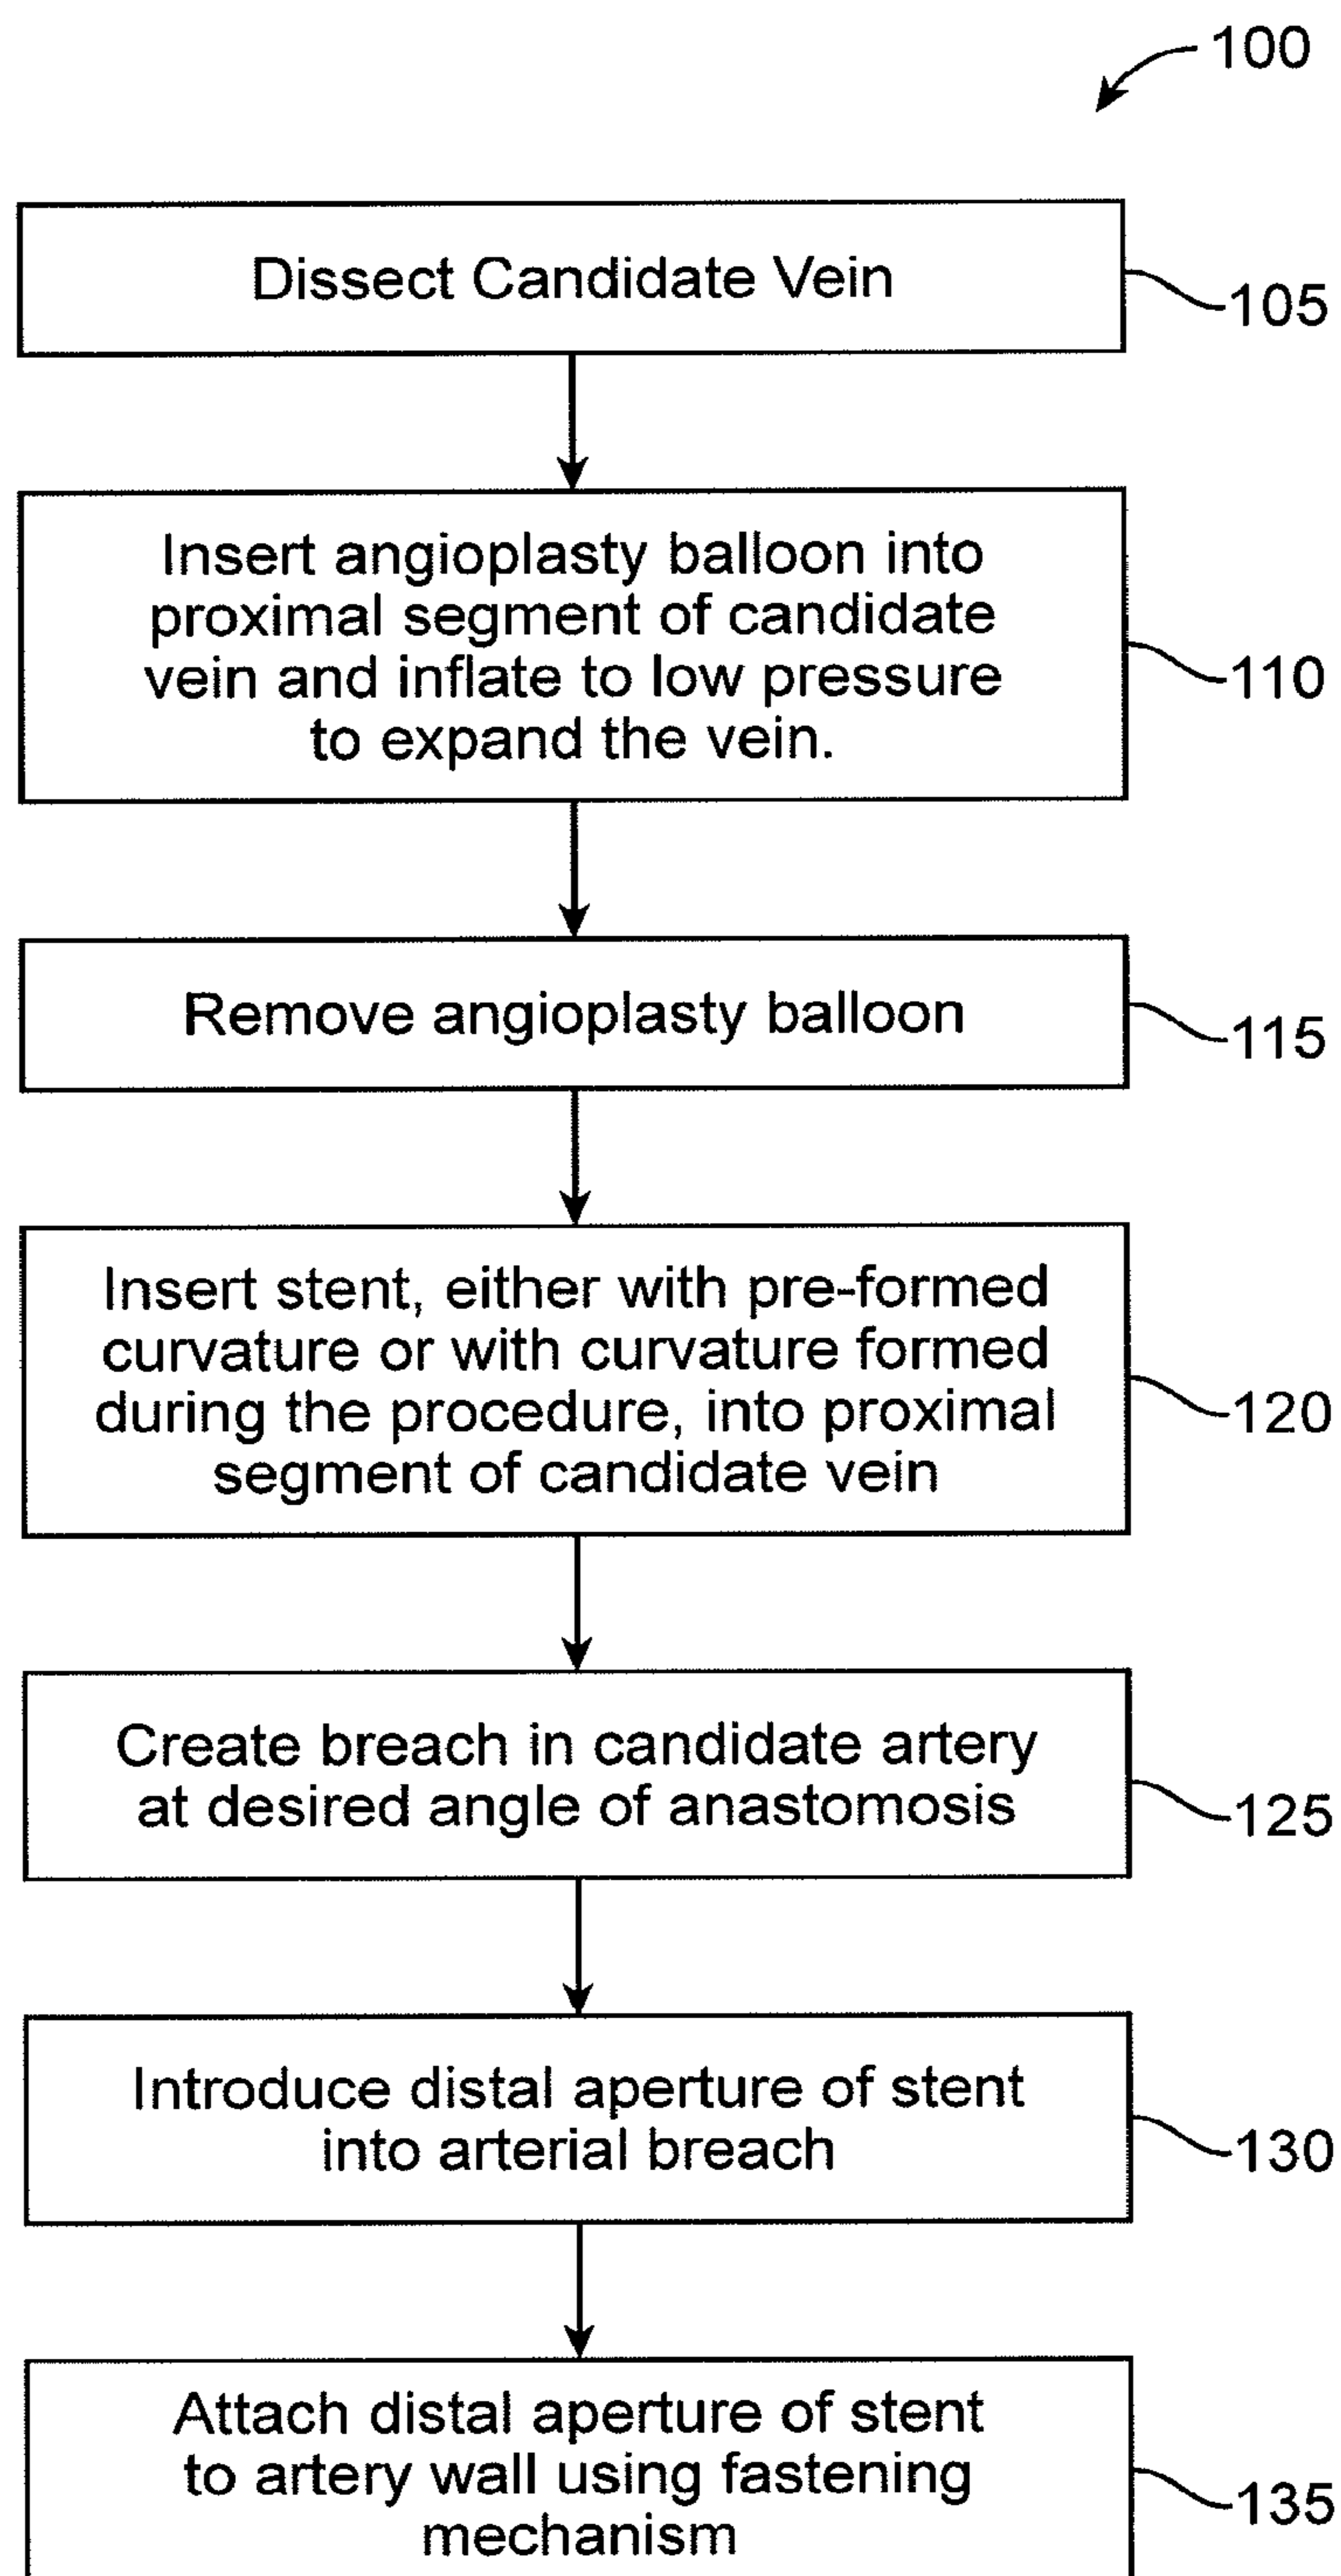 100
Dissect Candidate Vein
105
Insert angioplasty balloon into
proximal segment of candidate
vein and inflate to low pressure
to expand the vein.
110
Remove angioplasty balloon
115
Insert stent, either with pre-formed
curvature or with curvature formed
during the procedure, into proximal
segment of candidate vein
120
Create breach in candidate artery
at desired angle of anastomosis
125
Introduce distal aperture of stent
into arterial breach
130
Attach distal aperture of stent
to artery wall using fastening
mechanism
135